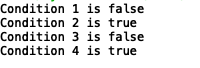 Condition 1 is false
Condition 2 is true
Condition 3 is false
Condition 4 is true